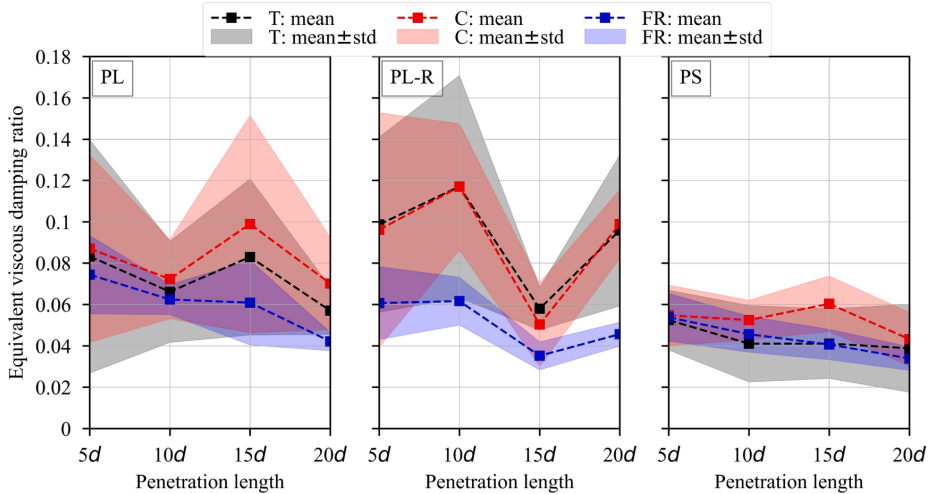 T: mean C: mean FR: mean
T: mean±std C: mean±std FR: mean±std
Equivalent viscous damping ratio
0.18
0.16
0.14
0.12
0.1
0.08
0.06
0.04
0.02
0
PL
5d 10d 15d 20d
Penetration length
PL-R
5d 10d 15d 20d
Penetration length
PS
5d 10d 15d 20d
Penetration length